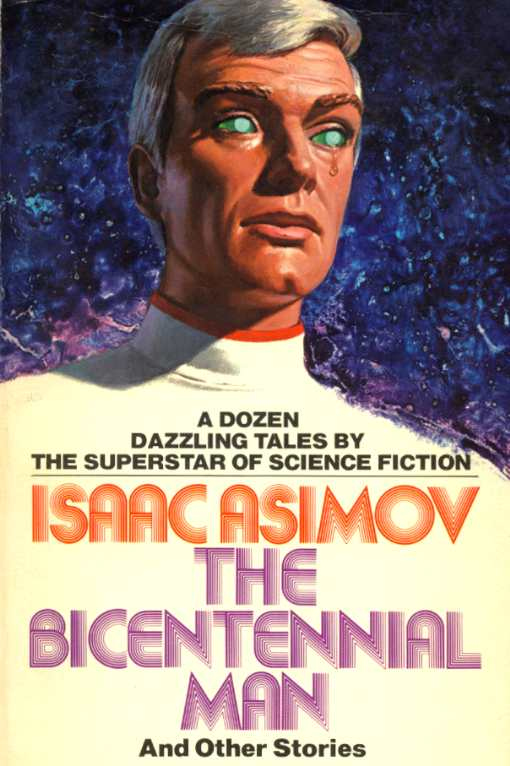 A DOZEN
DAZZLING TALES BY
THE SUPERSTAR OF SCIENCE FICTION
ISAAC ASIMOV
THE
BICENTENNIAL
MAN
And Other Stories